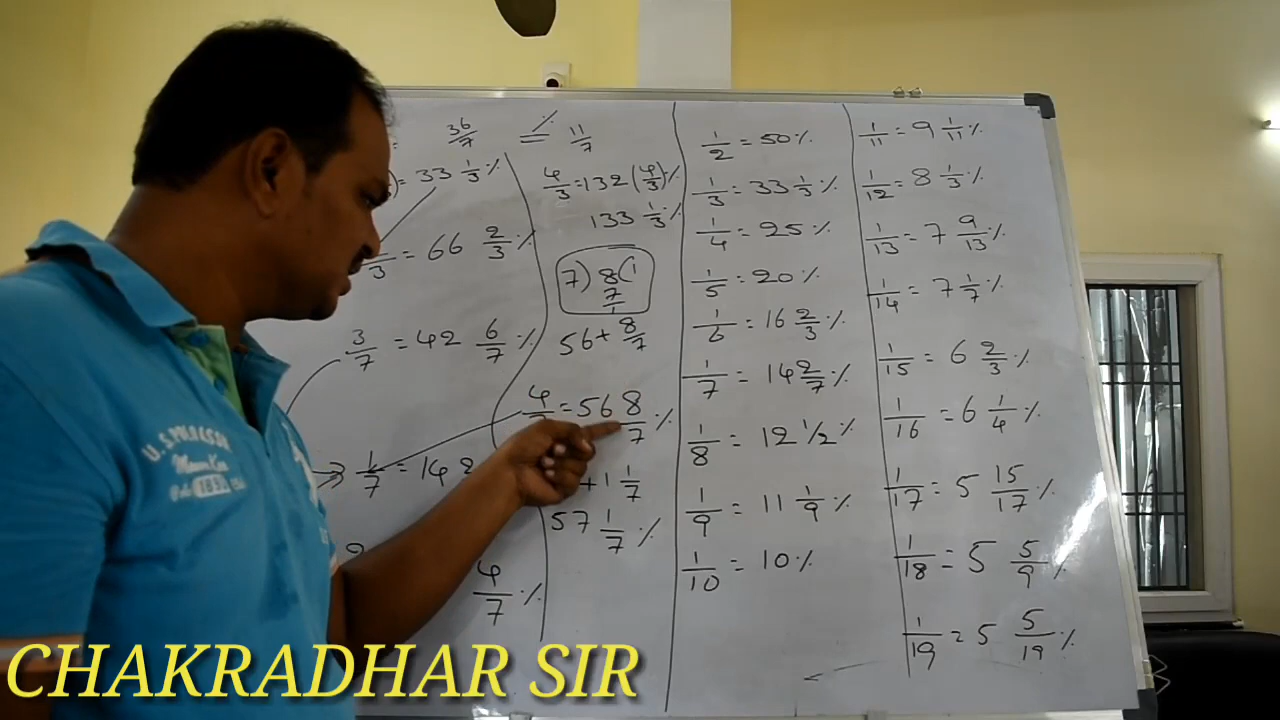 36/7 = 11/7
= 33 1/3 %
/3 = 66 2/3 %
3/7 = 42 6/7 %
1/7 = 142
4/7 %
4/3 = 132 (4/3) %
133 1/3 %
7) 8 (1
7
1
56 + 8/7
4/7 = 56 8/7 %
+ 1 1/7
57 1/7 %
1/2 = 50 %
1/3 = 33 1/3 %
1/4 = 25 %
1/5 = 20 %
1/6 = 16 2/3 %
1/7 = 14 2/7 %
1/8 = 12 1/2 %
1/9 = 11 1/9 %
1/10 = 10 %
1/11 = 9 1/11 %
1/12 = 8 1/3 %
1/13 = 7 9/13 %
1/14 = 7 1/7 %
1/15 = 6 2/3 %
1/16 = 6 1/4 %
1/17 = 5 15/17 %
1/18 = 5 5/9 %
1/19 = 5 5/19 %
U.S. POLO ASSN
1890
CHAKRADHAR SIR